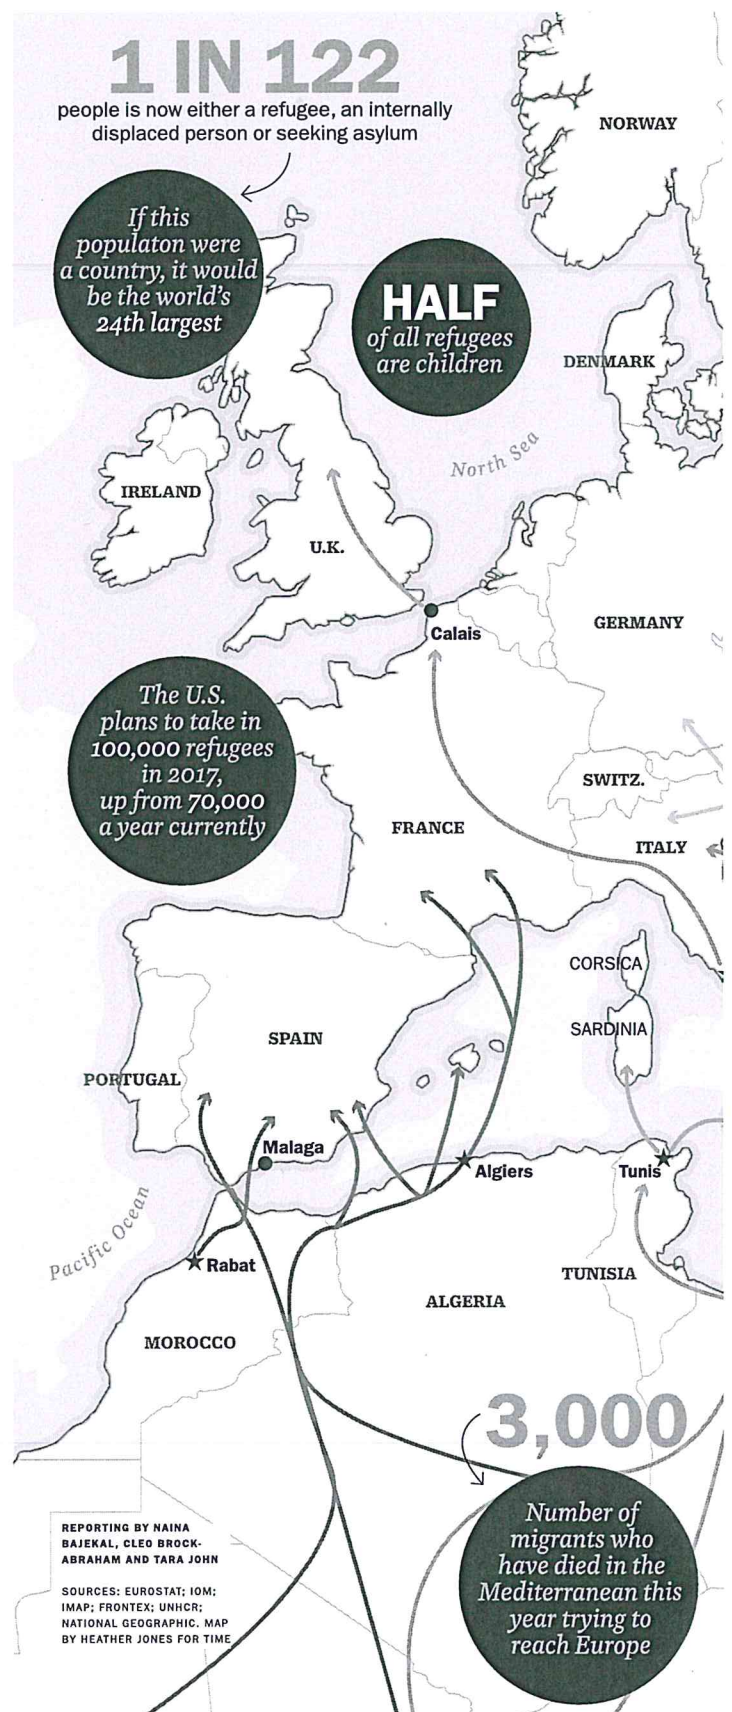 1 IN 122
people is now either a refugee, an internally
displaced person or seeking asylum
NORWAY
If this
populaton were
a country, it would
be the world's
24th largest
HALF
of all refugees
are children
DENMARK
North Sea
IRELAND
U.K.
Calais
GERMANY
The U.S.
plans to take in
100,000 refugees
in 2017,
up from 70,000
a year currently
SWITZ.
FRANCE
ITALY
CORSICA
SPAIN
SARDINIA
PORTUGAL
Malaga
Algiers
Tunis
Pacific Ocean
Rabat
TUNISIA
ALGERIA
MOROCCO
3,000
Number of
migrants who
have died in the
Mediterranean this
year trying to
reach Europe
REPORTING BY NAINA
BAJEKAL, CLEO BROCK-
ABRAHAM AND TARA JOHN
SOURCES: EUROSTAT; IOM;
IMAP; FRONTEX; UNHCR;
NATIONAL GEOGRAPHIC. MAP
BY HEATHER JONES FOR TIME